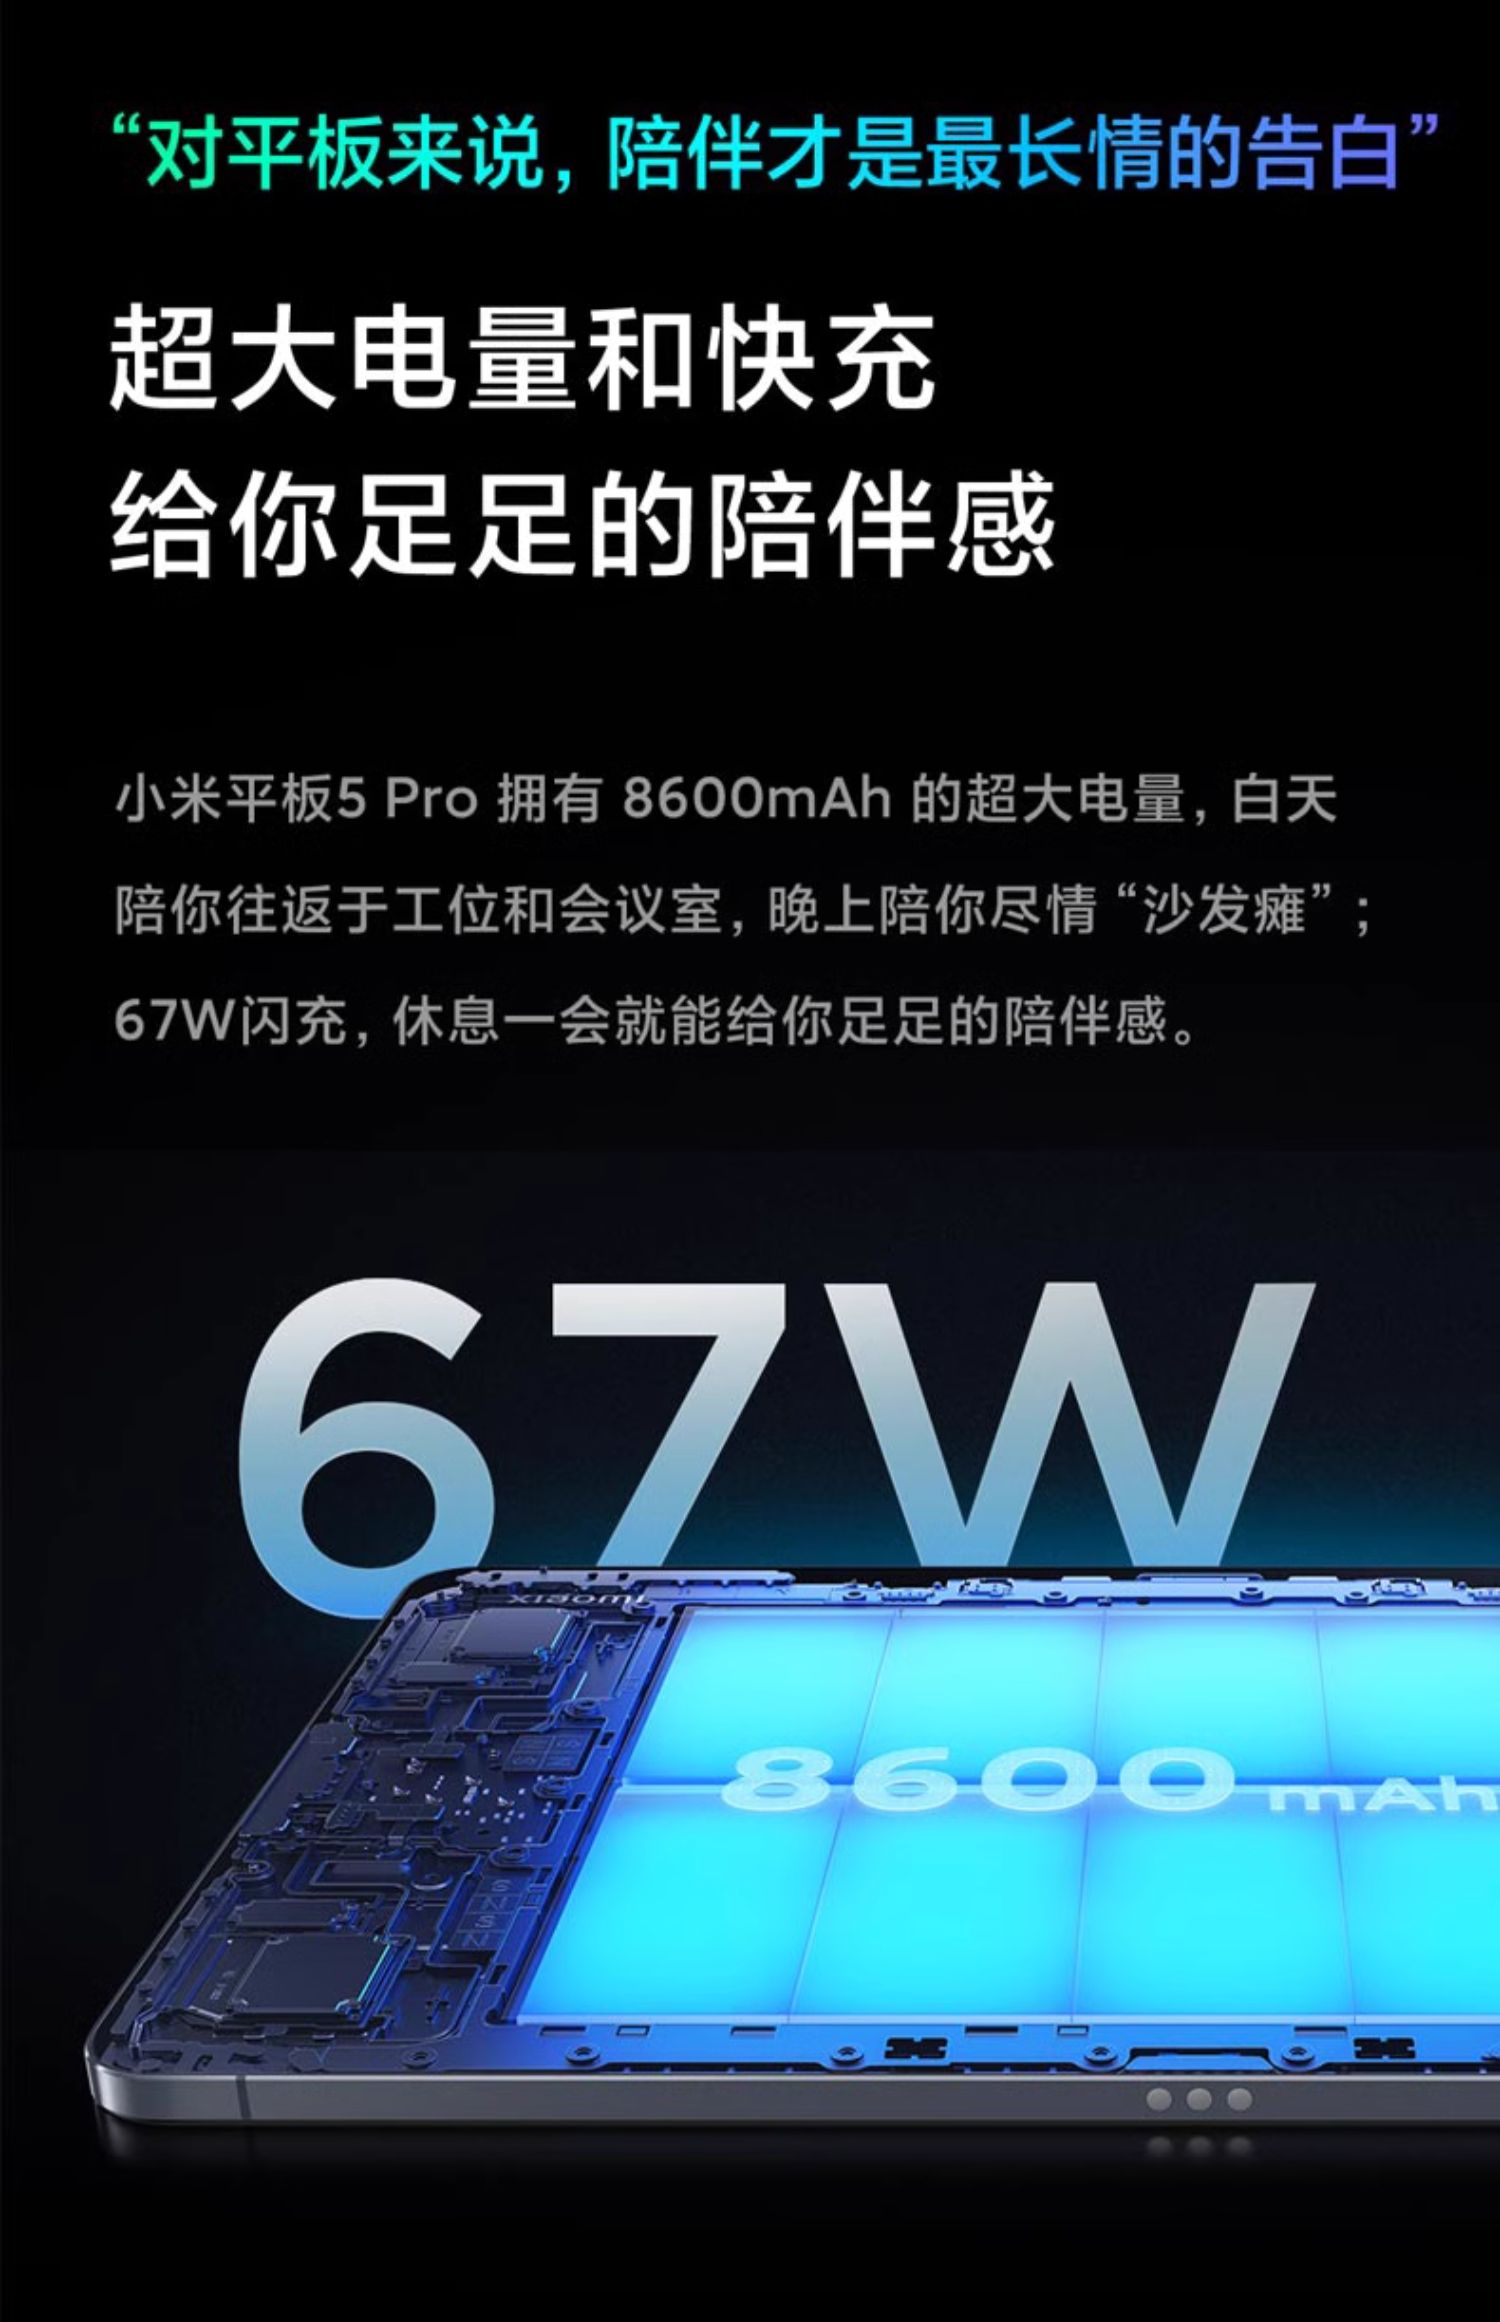 “对平板来说，陪伴才是最长情的告白”
超大电量和快充
给你足足的陪伴感
小米平板5 Pro 拥有 8600mAh 的超大电量，白天
陪你往返于工位和会议室，晚上陪你尽情“沙发瘫”；
67W闪充，休息一会就能给你足足的陪伴感。
67W
xiaomi
8600 mAh